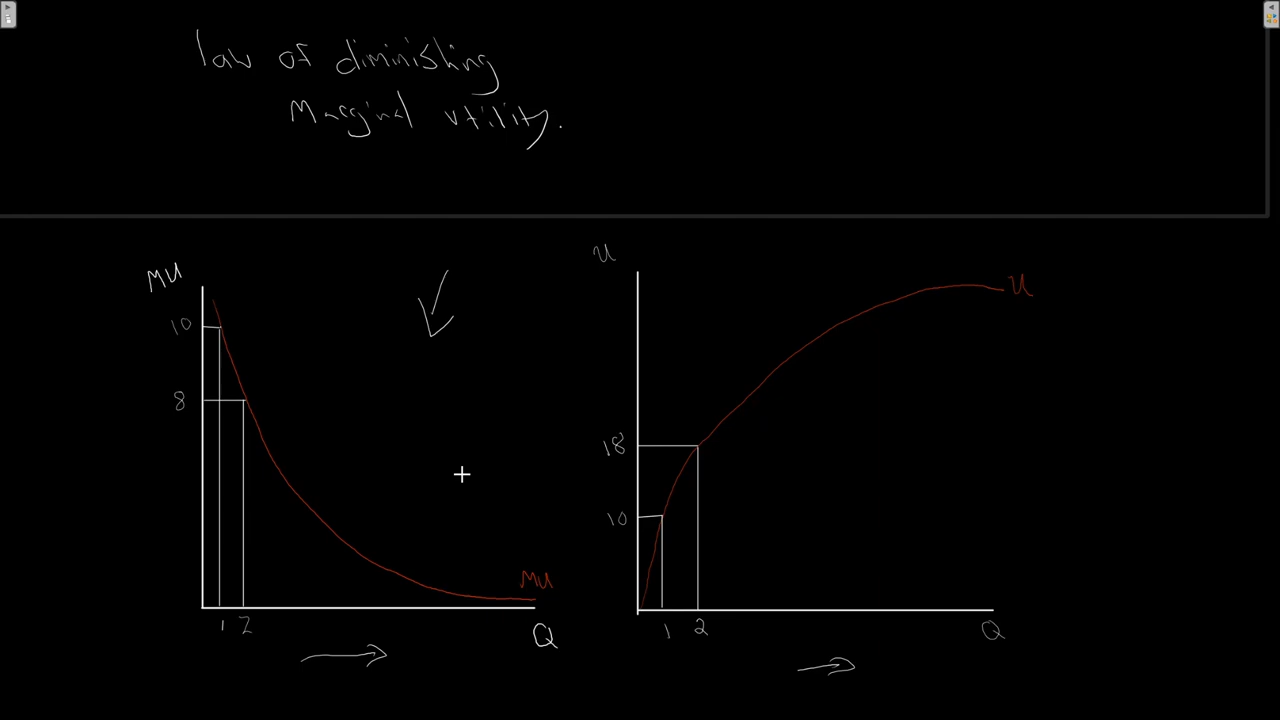 law of diminishing
Marginal utility.
MU
10
8
MU
1 2
Q
U
U
18
10
1 2
Q